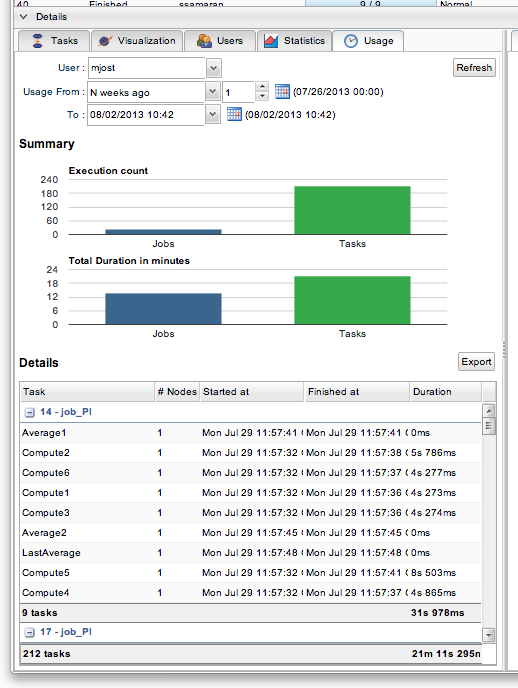 40 Finished ssamaran 9 / 9 Normal
Details
Tasks Visualization Users Statistics Usage
User : mjost Refresh
Usage From : N weeks ago 1 (07/26/2013 00:00)
To : 08/02/2013 10:42 (08/02/2013 10:42)
Summary
Execution count
240
180
120
60
0
Jobs Tasks
Total Duration in minutes
24
18
12
6
0
Jobs Tasks
Details Export
Task # Nodes Started at Finished at Duration
14 - job_PI
Average1 1 Mon Jul 29 11:57:41 Mon Jul 29 11:57:41 0ms
Compute2 1 Mon Jul 29 11:57:32 Mon Jul 29 11:57:38 5s 786ms
Compute6 1 Mon Jul 29 11:57:32 Mon Jul 29 11:57:37 4s 277ms
Compute1 1 Mon Jul 29 11:57:32 Mon Jul 29 11:57:36 4s 273ms
Compute3 1 Mon Jul 29 11:57:32 Mon Jul 29 11:57:36 4s 274ms
Average2 1 Mon Jul 29 11:57:45 Mon Jul 29 11:57:45 0ms
LastAverage 1 Mon Jul 29 11:57:48 Mon Jul 29 11:57:48 0ms
Compute5 1 Mon Jul 29 11:57:32 Mon Jul 29 11:57:41 8s 503ms
Compute4 1 Mon Jul 29 11:57:32 Mon Jul 29 11:57:37 4s 865ms
9 tasks 31s 978ms
17 - job_PI
212 tasks 21m 11s 295m